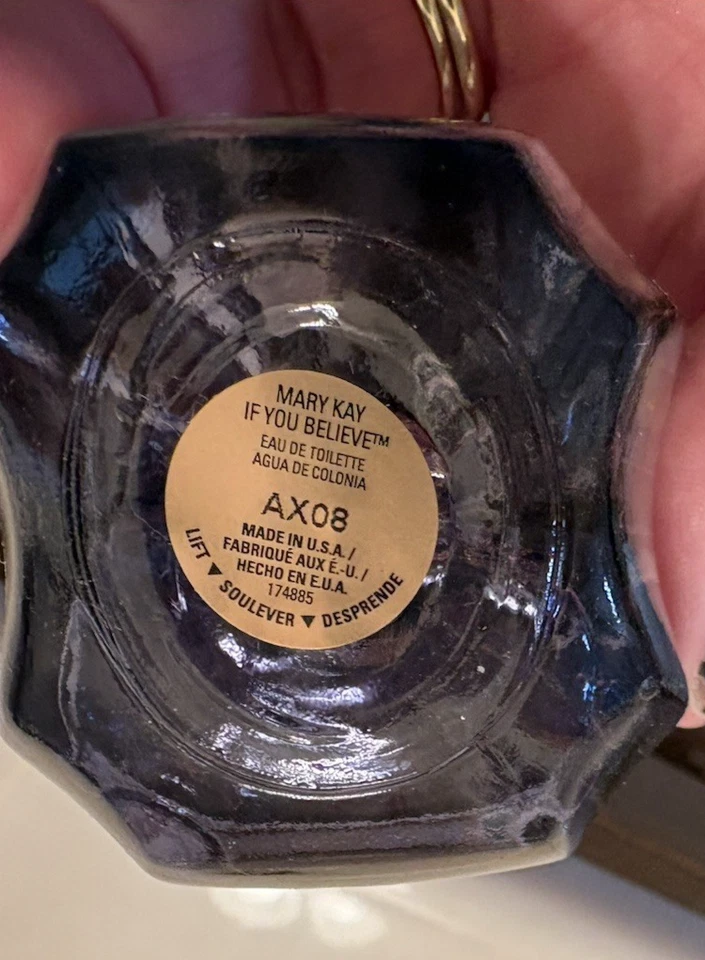 MARY KAY
IF YOU BELIEVE™
EAU DE TOILETTE
AGUA DE COLONIA
AX08
MADE IN U.S.A./
FABRIQUÉ AUX É.-U./
HECHO EN E.U.A.
174885
LIFT ▼ SOULEVER ▼ DESPRENDE